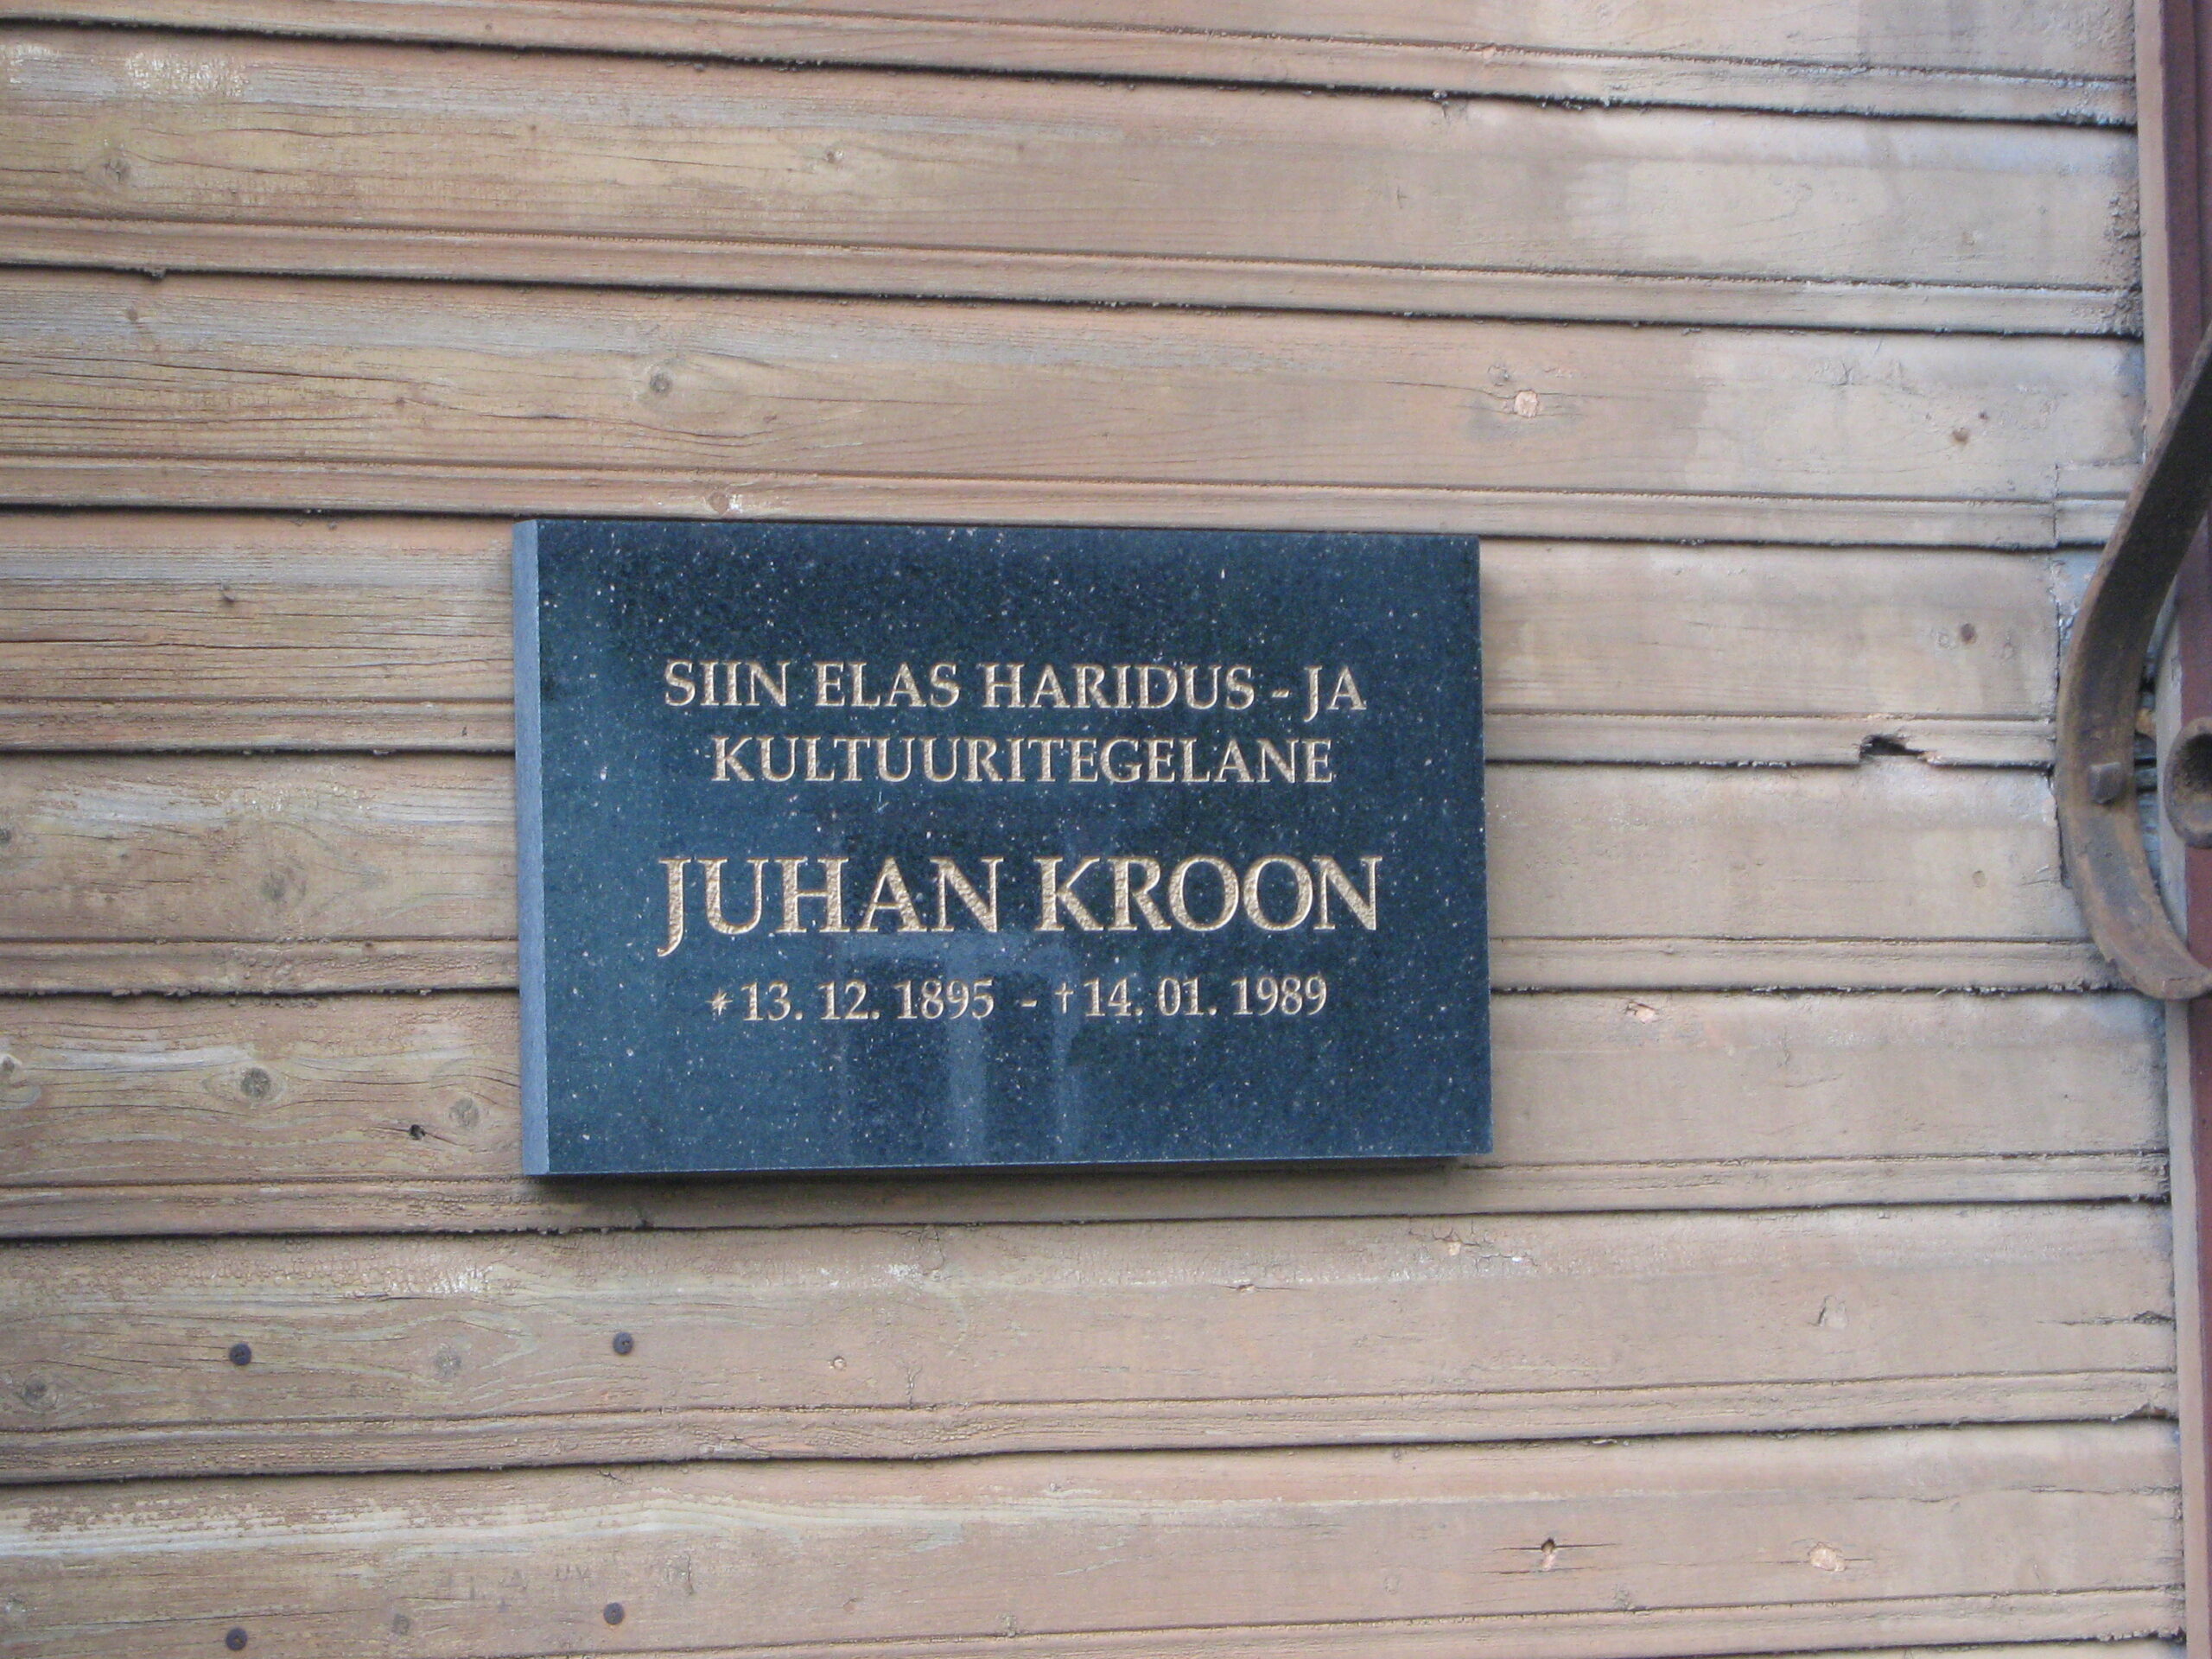 SIIN ELAS HARIDUS - JA
KULTUURITEGELANE
JUHAN KROON
* 13. 12. 1895 - † 14. 01. 1989